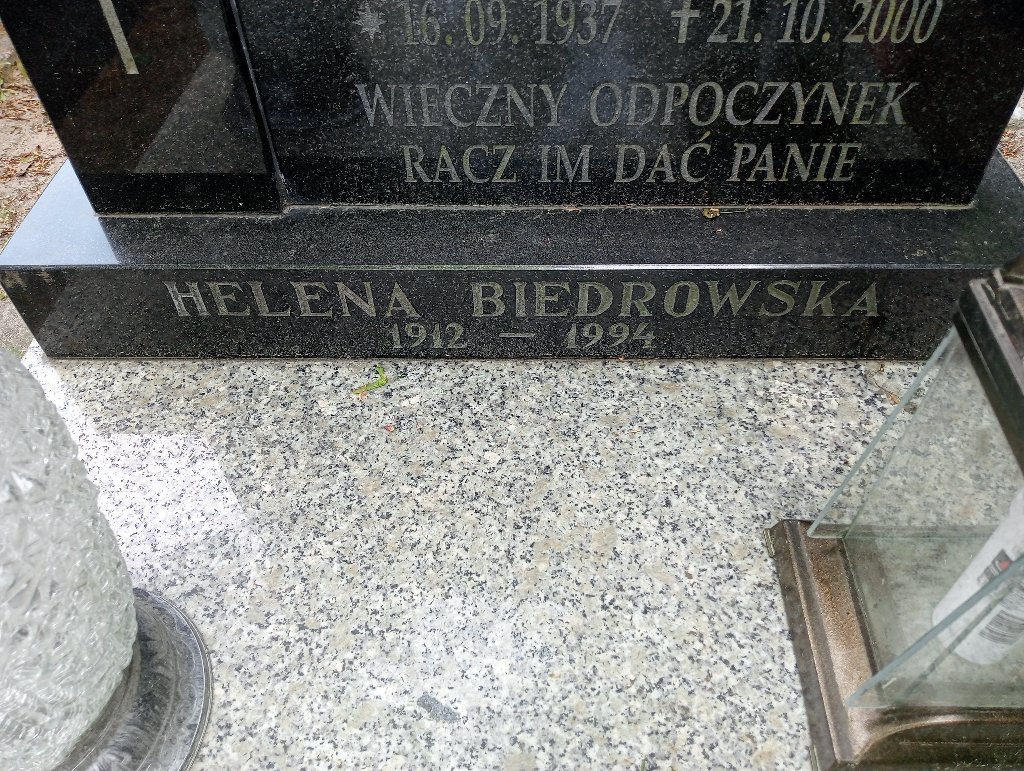 * 16. 09. 1937 † 21. 10. 2000
WIECZNY ODPOCZYNEK
RACZ IM DAĆ PANIE
HELENA BIEDROWSKA
1912 – 1994